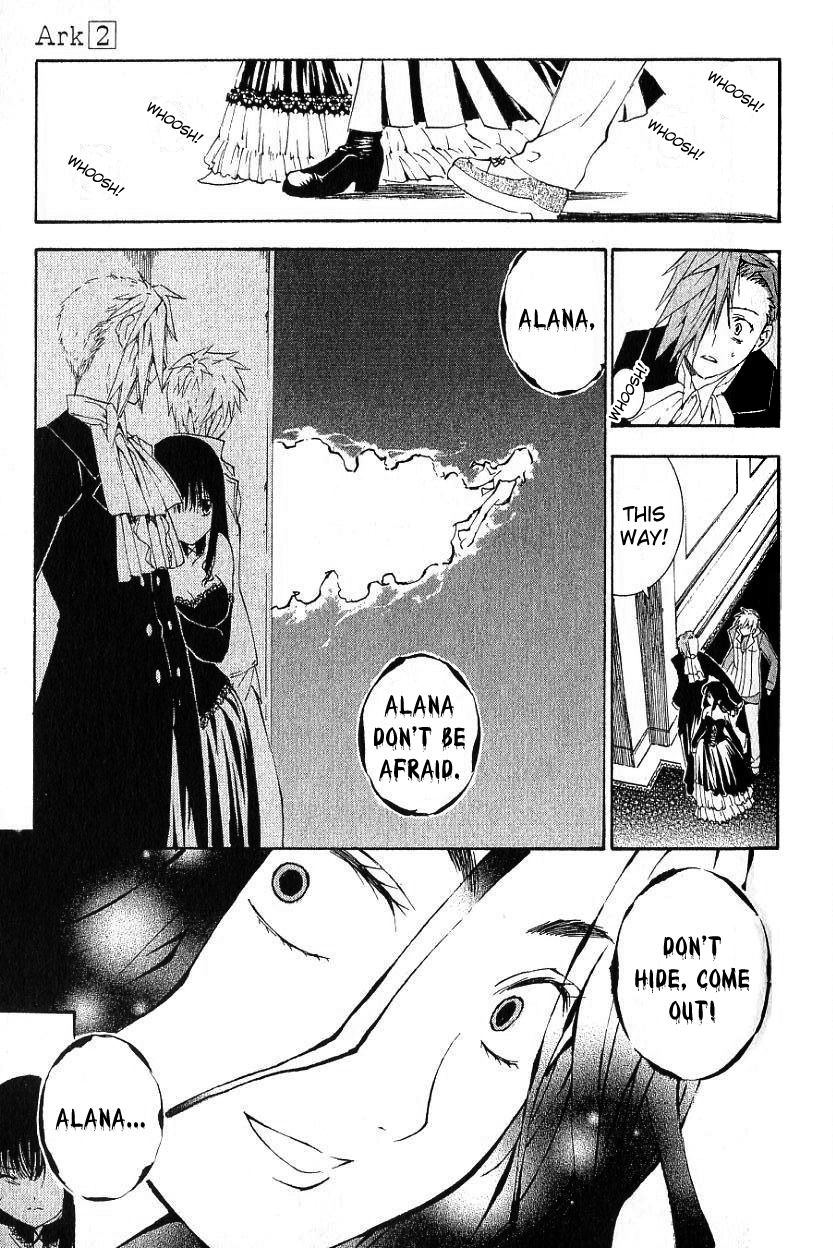 Ark 2
WHOOSH!
WHOOSH!
WHOOSH!
WHOOSH!
WHOOSH!
ALANA,
THIS
WAY!
ALANA
DON'T BE
AFRAID.
DON'T
HIDE, COME
OUT!
ALANA...